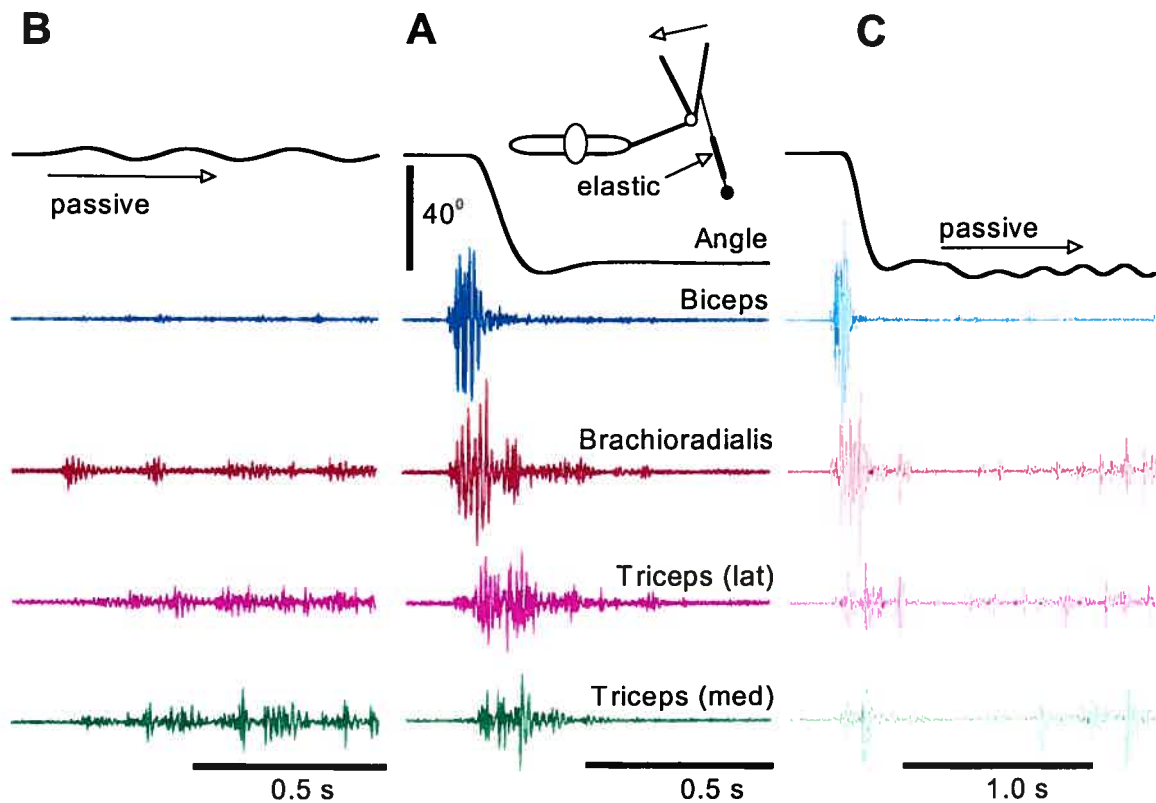 B
A
C
elastic
passive
40°
Angle
passive
Biceps
Brachioradialis
Triceps (lat)
Triceps (med)
0.5 s
0.5 s
1.0 s